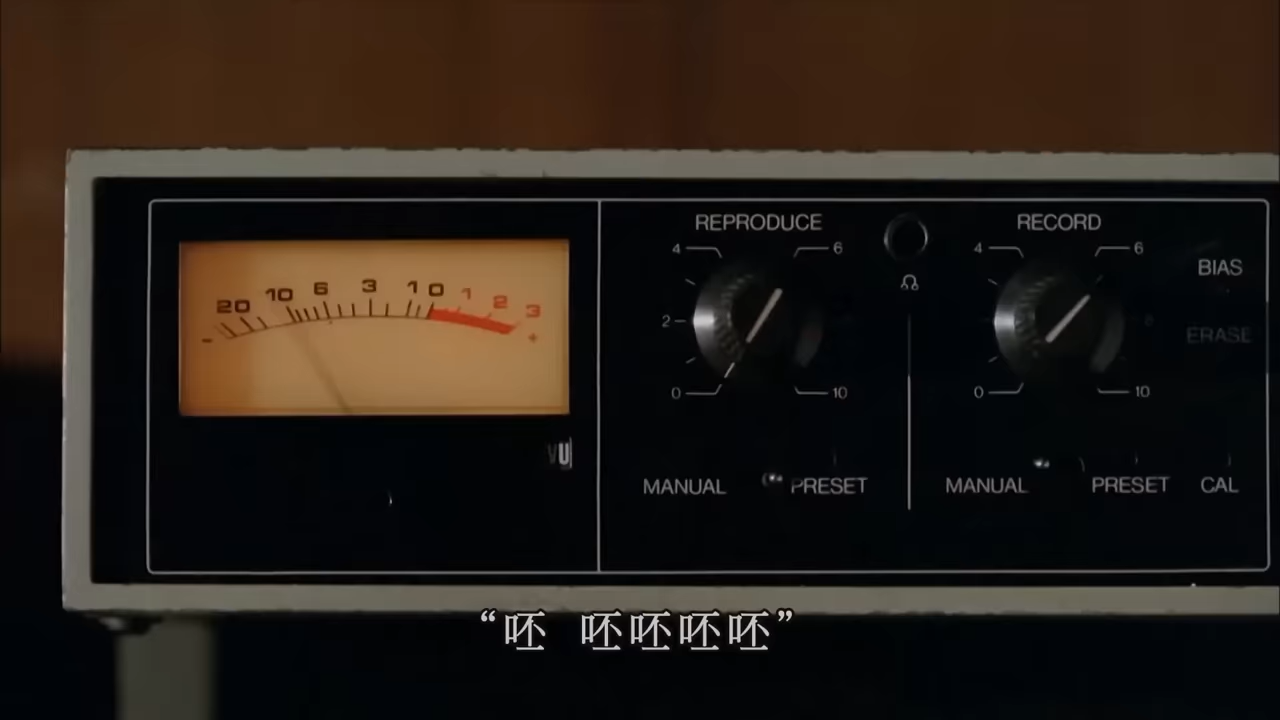 REPRODUCE
RECORD
4 6
4 6
20 10 6 3 1 0 1 2 3
- +
2
8
0 10
0 10
BIAS
ERASE
VU
MANUAL PRESET
MANUAL PRESET
CAL
“呸 呸呸呸呸”